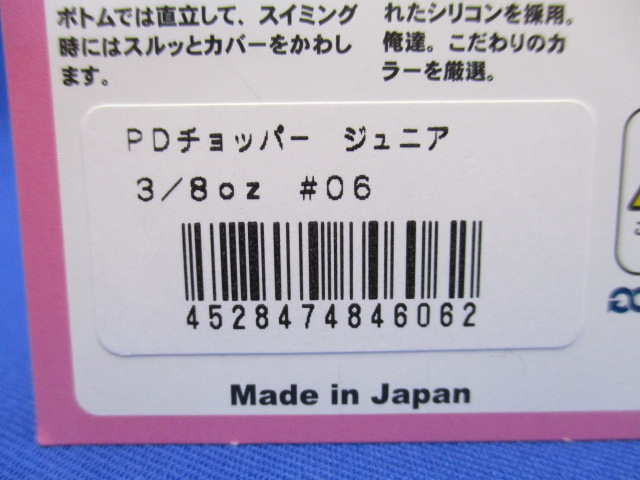 ボトムでは直立して、スイミング
時にはスルッとカバーをかわし
ます。
れたシリコンを採用。
俺達。こだわりのカ
ラーを厳選。
PDチョッパー ジュニア
3/8oz #06
4528474846062
Made in Japan